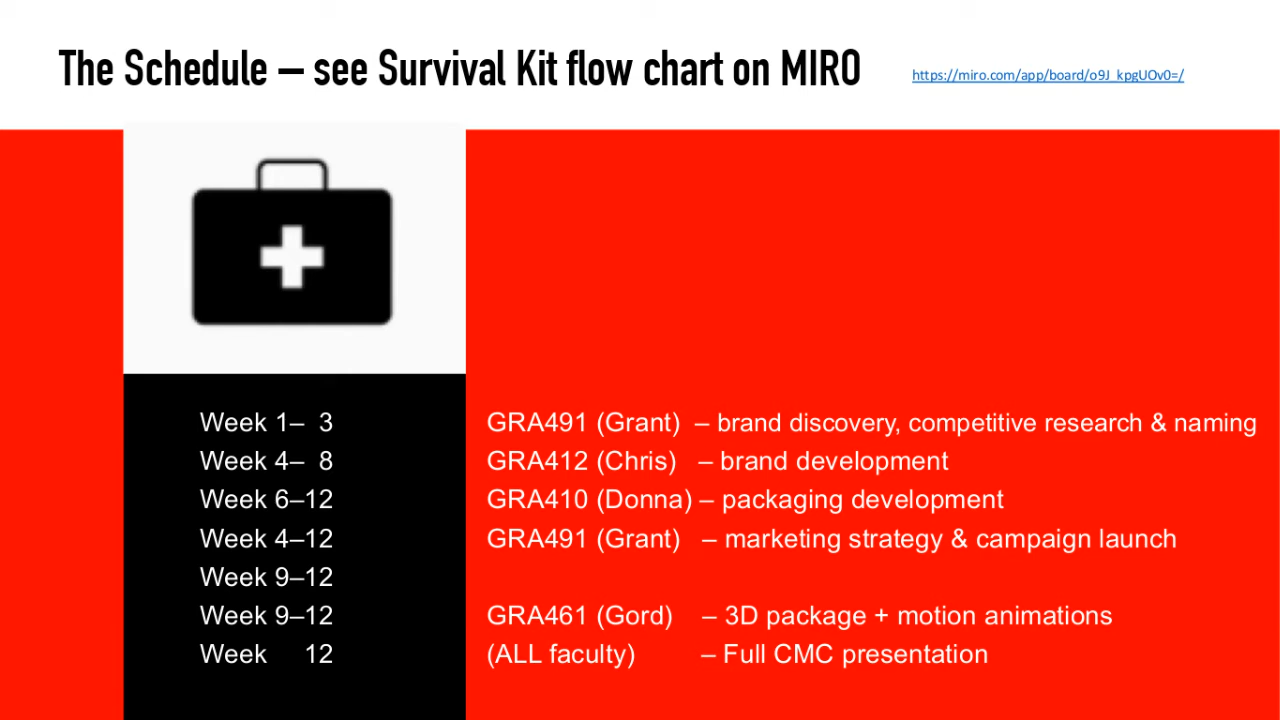 The Schedule – see Survival Kit flow chart on MIRO https://miro.com/app/board/o9J_kpgUOv0=/
Week 1– 3 GRA491 (Grant) – brand discovery, competitive research & naming
Week 4– 8 GRA412 (Chris) – brand development
Week 6–12 GRA410 (Donna) – packaging development
Week 4–12 GRA491 (Grant) – marketing strategy & campaign launch
Week 9–12
Week 9–12 GRA461 (Gord) – 3D package + motion animations
Week 12 (ALL faculty) – Full CMC presentation